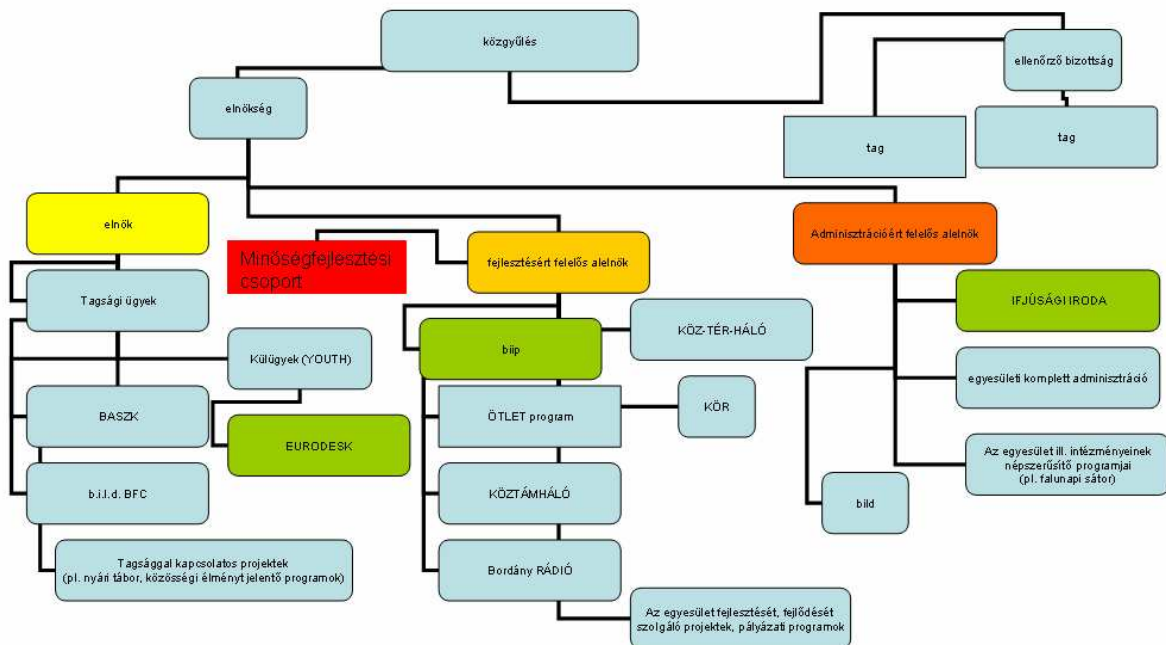 közgyűlés
ellenőrző bizottság
elnökség
tag
tag
elnök
Minőségfejlesztési
csoport
fejlesztésért felelős alelnök
Adminisztrációért felelős alelnök
Tagsági ügyek
IFJÚSÁGI IRODA
KÖZ-TÉR-HÁLÓ
biip
Külügyek (YOUTH)
egyesületi komplett adminisztráció
BASZK
ÖTLET program
KÖR
EURODESK
Az egyesület ill. intézményeinek
népszerűsítő programjai
(pl. falunapi sátor)
b.i.l.d. BFC
KÖZTÁMHÁLÓ
bild
Tagsággal kapcsolatos projektek
(pl. nyári tábor, közösségi élményt jelentő programok)
Bordány RÁDIÓ
Az egyesület fejlesztését, fejlődését
szolgáló projektek, pályázati programok